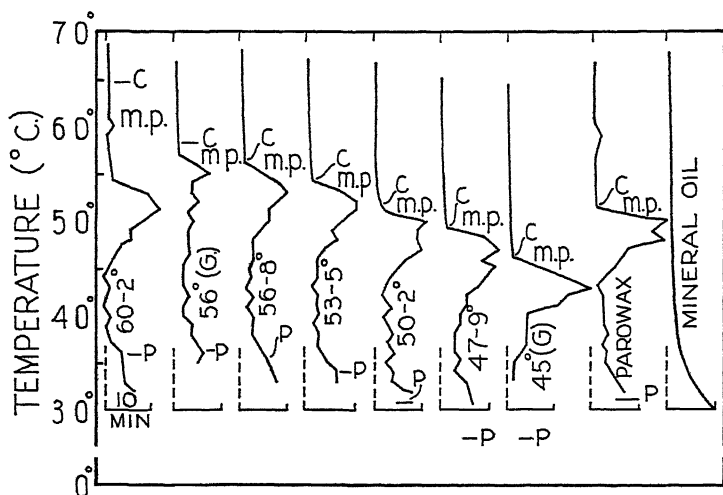 70°
60°
50°
40°
30°
0°
TEMPERATURE (°C.)
-C
m.p.
60-2°
-P
10
MIN
-C
m.p.
56°(G)
-P
C
m.p.
56-8°
P
C
m.p
53-5°
-P
C
m.p.
50-2°
P
C
m.p.
47-9°
-P
C
m.p.
45°(G)
-P
C
m.p.
PAROWAX
P
MINERAL OIL